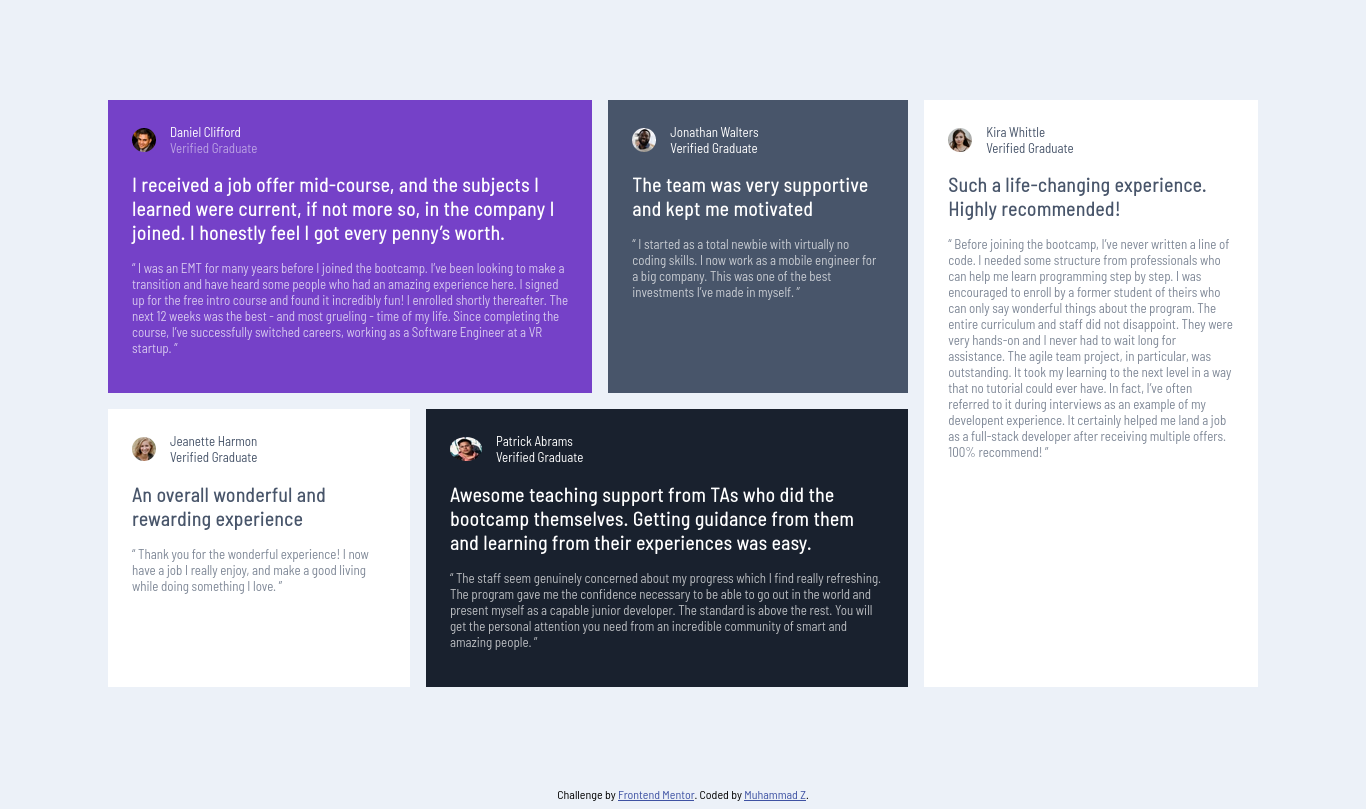 Daniel Clifford
Verified Graduate
I received a job offer mid-course, and the subjects I
learned were current, if not more so, in the company I
joined. I honestly feel I got every penny’s worth.
“ I was an EMT for many years before I joined the bootcamp. I’ve been looking to make a
transition and have heard some people who had an amazing experience here. I signed
up for the free intro course and found it incredibly fun! I enrolled shortly thereafter. The
next 12 weeks was the best - and most grueling - time of my life. Since completing the
course, I’ve successfully switched careers, working as a Software Engineer at a VR
startup. ”
Jonathan Walters
Verified Graduate
The team was very supportive
and kept me motivated
“ I started as a total newbie with virtually no
coding skills. I now work as a mobile engineer for
a big company. This was one of the best
investments I’ve made in myself. ”
Kira Whittle
Verified Graduate
Such a life-changing experience.
Highly recommended!
“ Before joining the bootcamp, I’ve never written a line of
code. I needed some structure from professionals who
can help me learn programming step by step. I was
encouraged to enroll by a former student of theirs who
can only say wonderful things about the program. The
entire curriculum and staff did not disappoint. They were
very hands-on and I never had to wait long for
assistance. The agile team project, in particular, was
outstanding. It took my learning to the next level in a way
that no tutorial could ever have. In fact, I’ve often
referred to it during interviews as an example of my
developent experience. It certainly helped me land a job
as a full-stack developer after receiving multiple offers.
100% recommend! ”
Jeanette Harmon
Verified Graduate
An overall wonderful and
rewarding experience
“ Thank you for the wonderful experience! I now
have a job I really enjoy, and make a good living
while doing something I love. ”
Patrick Abrams
Verified Graduate
Awesome teaching support from TAs who did the
bootcamp themselves. Getting guidance from them
and learning from their experiences was easy.
“ The staff seem genuinely concerned about my progress which I find really refreshing.
The program gave me the confidence necessary to be able to go out in the world and
present myself as a capable junior developer. The standard is above the rest. You will
get the personal attention you need from an incredible community of smart and
amazing people. ”
Challenge by Frontend Mentor. Coded by Muhammad Z.